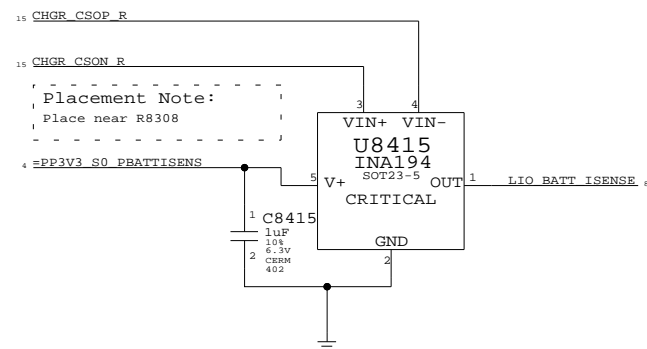 15 CHGR_CSOP_R
15 CHGR_CSON_R
Placement Note:
Place near R8308
3 4
VIN+ VIN-
U8415
INA194
SOT23-5
4 =PP3V3_S0_PBATTISENS
5 V+ OUT 1 LIO_BATT_ISENSE 8
CRITICAL
1 C8415
1uF
10%
6.3V
2 CERM
402
GND
2